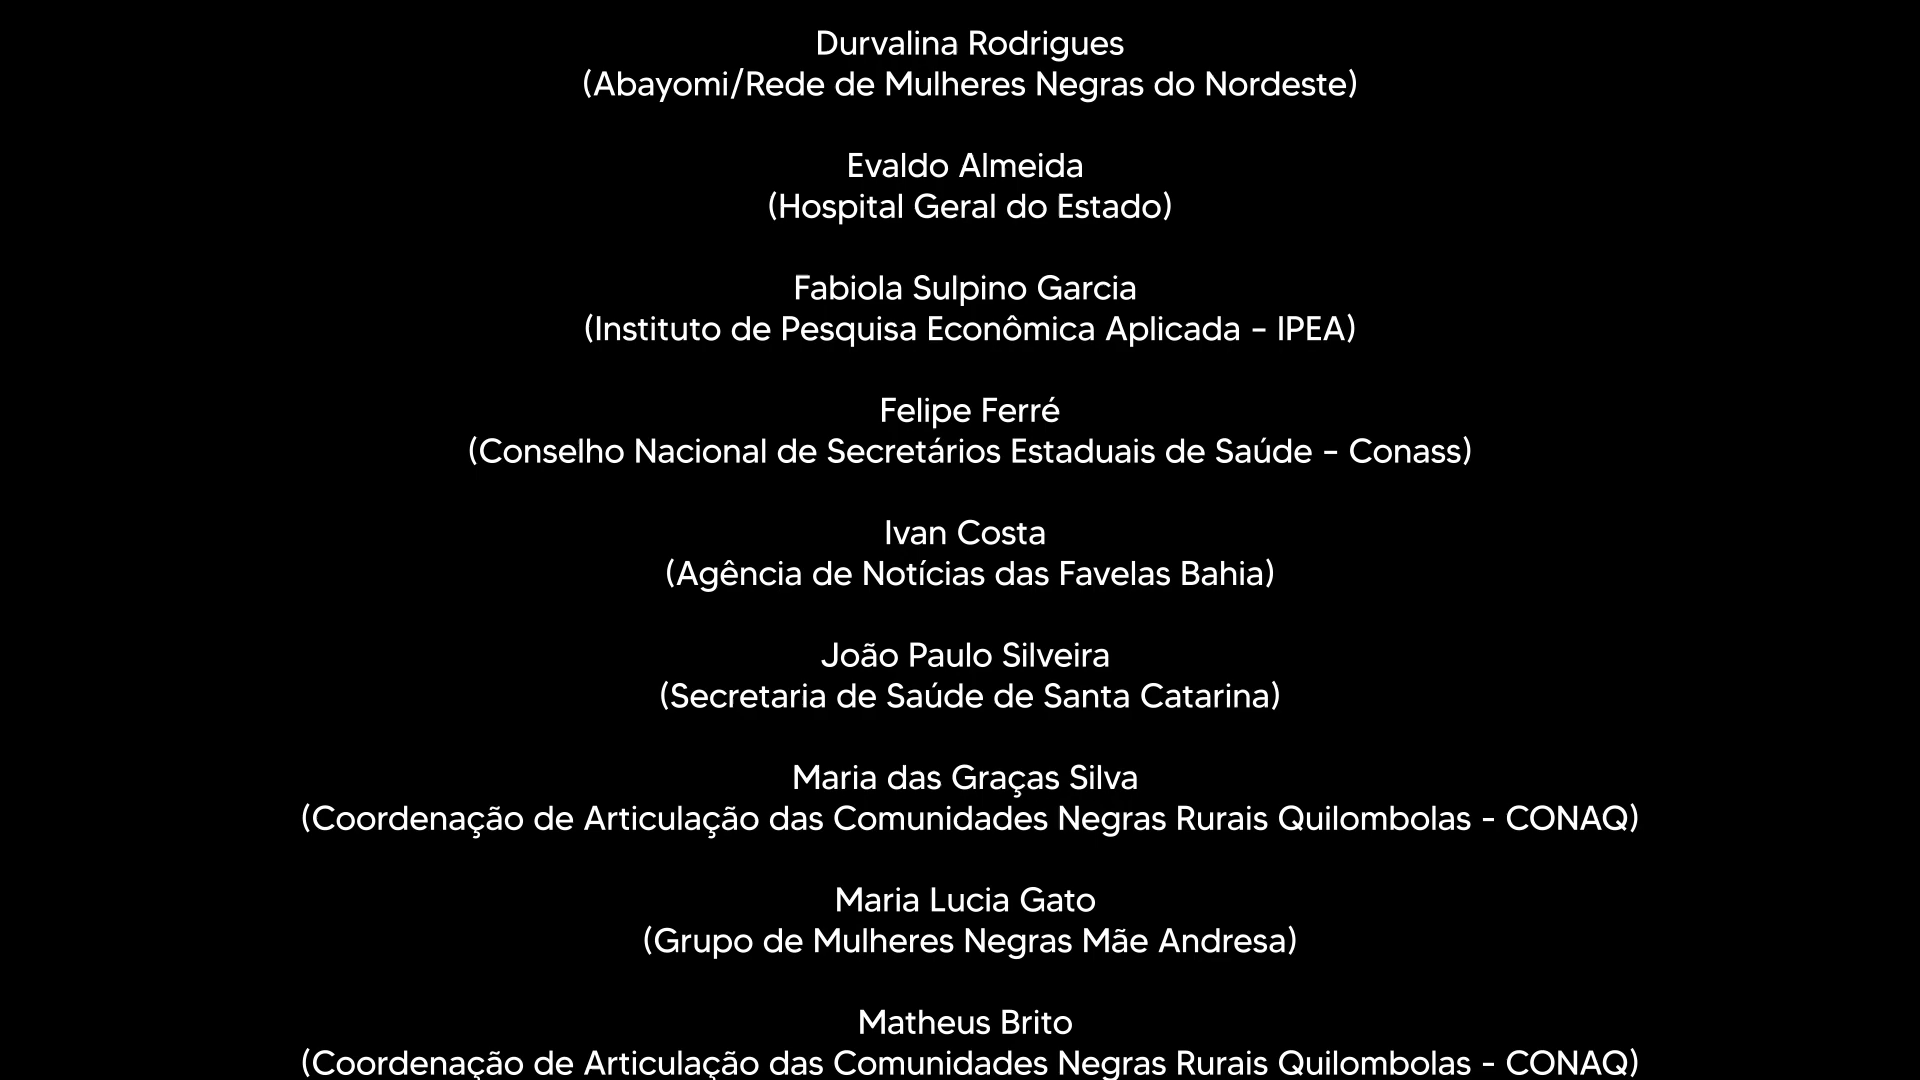 Durvalina Rodrigues
(Abayomi/Rede de Mulheres Negras do Nordeste)
Evaldo Almeida
(Hospital Geral do Estado)
Fabiola Sulpino Garcia
(Instituto de Pesquisa Econômica Aplicada – IPEA)
Felipe Ferré
(Conselho Nacional de Secretários Estaduais de Saúde – Conass)
Ivan Costa
(Agência de Notícias das Favelas Bahia)
João Paulo Silveira
(Secretaria de Saúde de Santa Catarina)
Maria das Graças Silva
(Coordenação de Articulação das Comunidades Negras Rurais Quilombolas - CONAQ)
Maria Lucia Gato
(Grupo de Mulheres Negras Mãe Andresa)
Matheus Brito
(Coordenação de Articulação das Comunidades Negras Rurais Quilombolas - CONAQ)